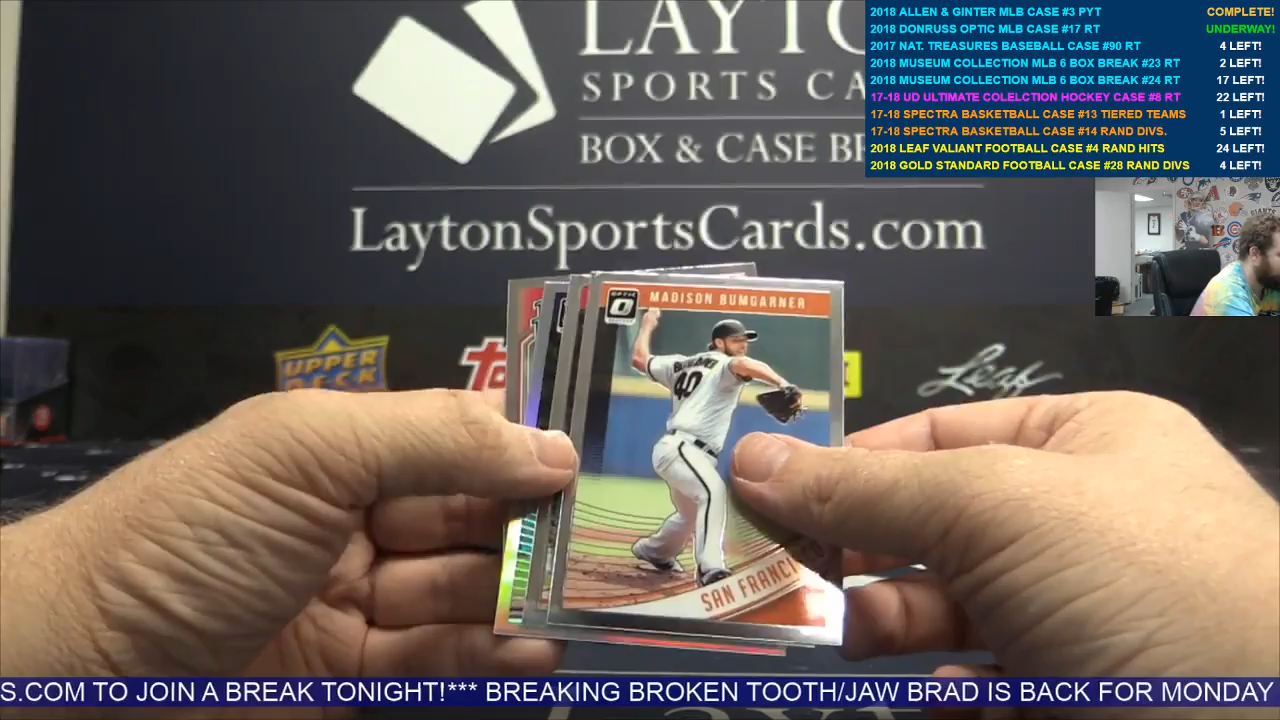 LAYTO
SPORTS CA
BOX & CASE BR
LaytonSportsCards.com
2018 ALLEN & GINTER MLB CASE #3 PYT COMPLETE!
2018 DONRUSS OPTIC MLB CASE #17 RT UNDERWAY!
2017 NAT. TREASURES BASEBALL CASE #90 RT 4 LEFT!
2018 MUSEUM COLLECTION MLB 6 BOX BREAK #23 RT 2 LEFT!
2018 MUSEUM COLLECTION MLB 6 BOX BREAK #24 RT 17 LEFT!
17-18 UD ULTIMATE COLELCTION HOCKEY CASE #8 RT 22 LEFT!
17-18 SPECTRA BASKETBALL CASE #13 TIERED TEAMS 1 LEFT!
17-18 SPECTRA BASKETBALL CASE #14 RAND DIVS. 5 LEFT!
2018 LEAF VALIANT FOOTBALL CASE #4 RAND HITS 24 LEFT!
2018 GOLD STANDARD FOOTBALL CASE #28 RAND DIVS 4 LEFT!
OPTIC
MADISON BUMGARNER
BUMGARNER
40
SAN FRANCI
UPPER
DECK
Leaf
S.COM TO JOIN A BREAK TONIGHT!*** BREAKING BROKEN TOOTH/JAW BRAD IS BACK FOR MONDAY